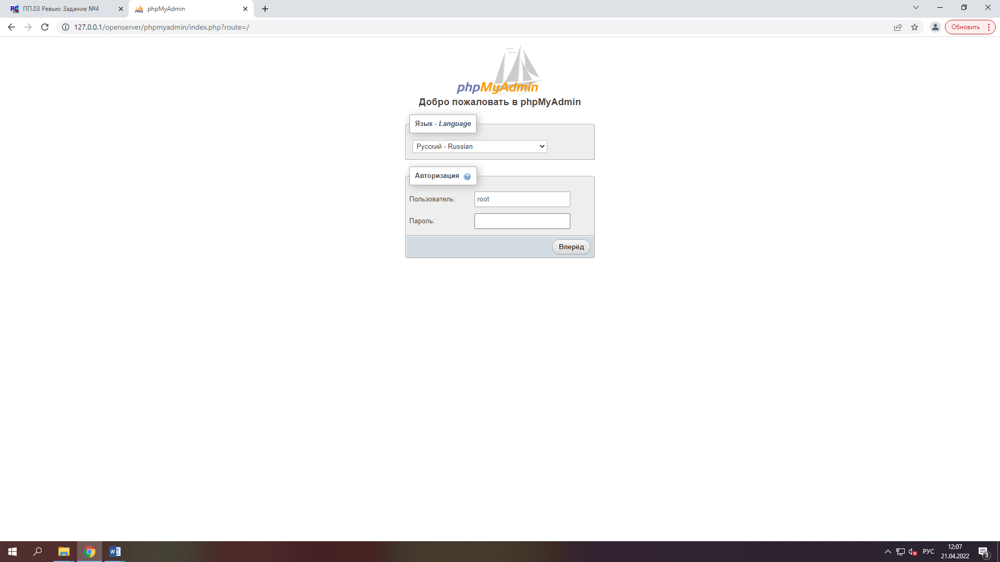 ПП.03 Ревью: Задание №4
phpMyAdmin
127.0.0.1/openserver/phpmyadmin/index.php?route=/
Обновить
phpMyAdmin
Добро пожаловать в phpMyAdmin
Язык - Language
Русский - Russian
Авторизация
Пользователь:
root
Пароль:
Вперёд
РУС
12:07
21.04.2022
3